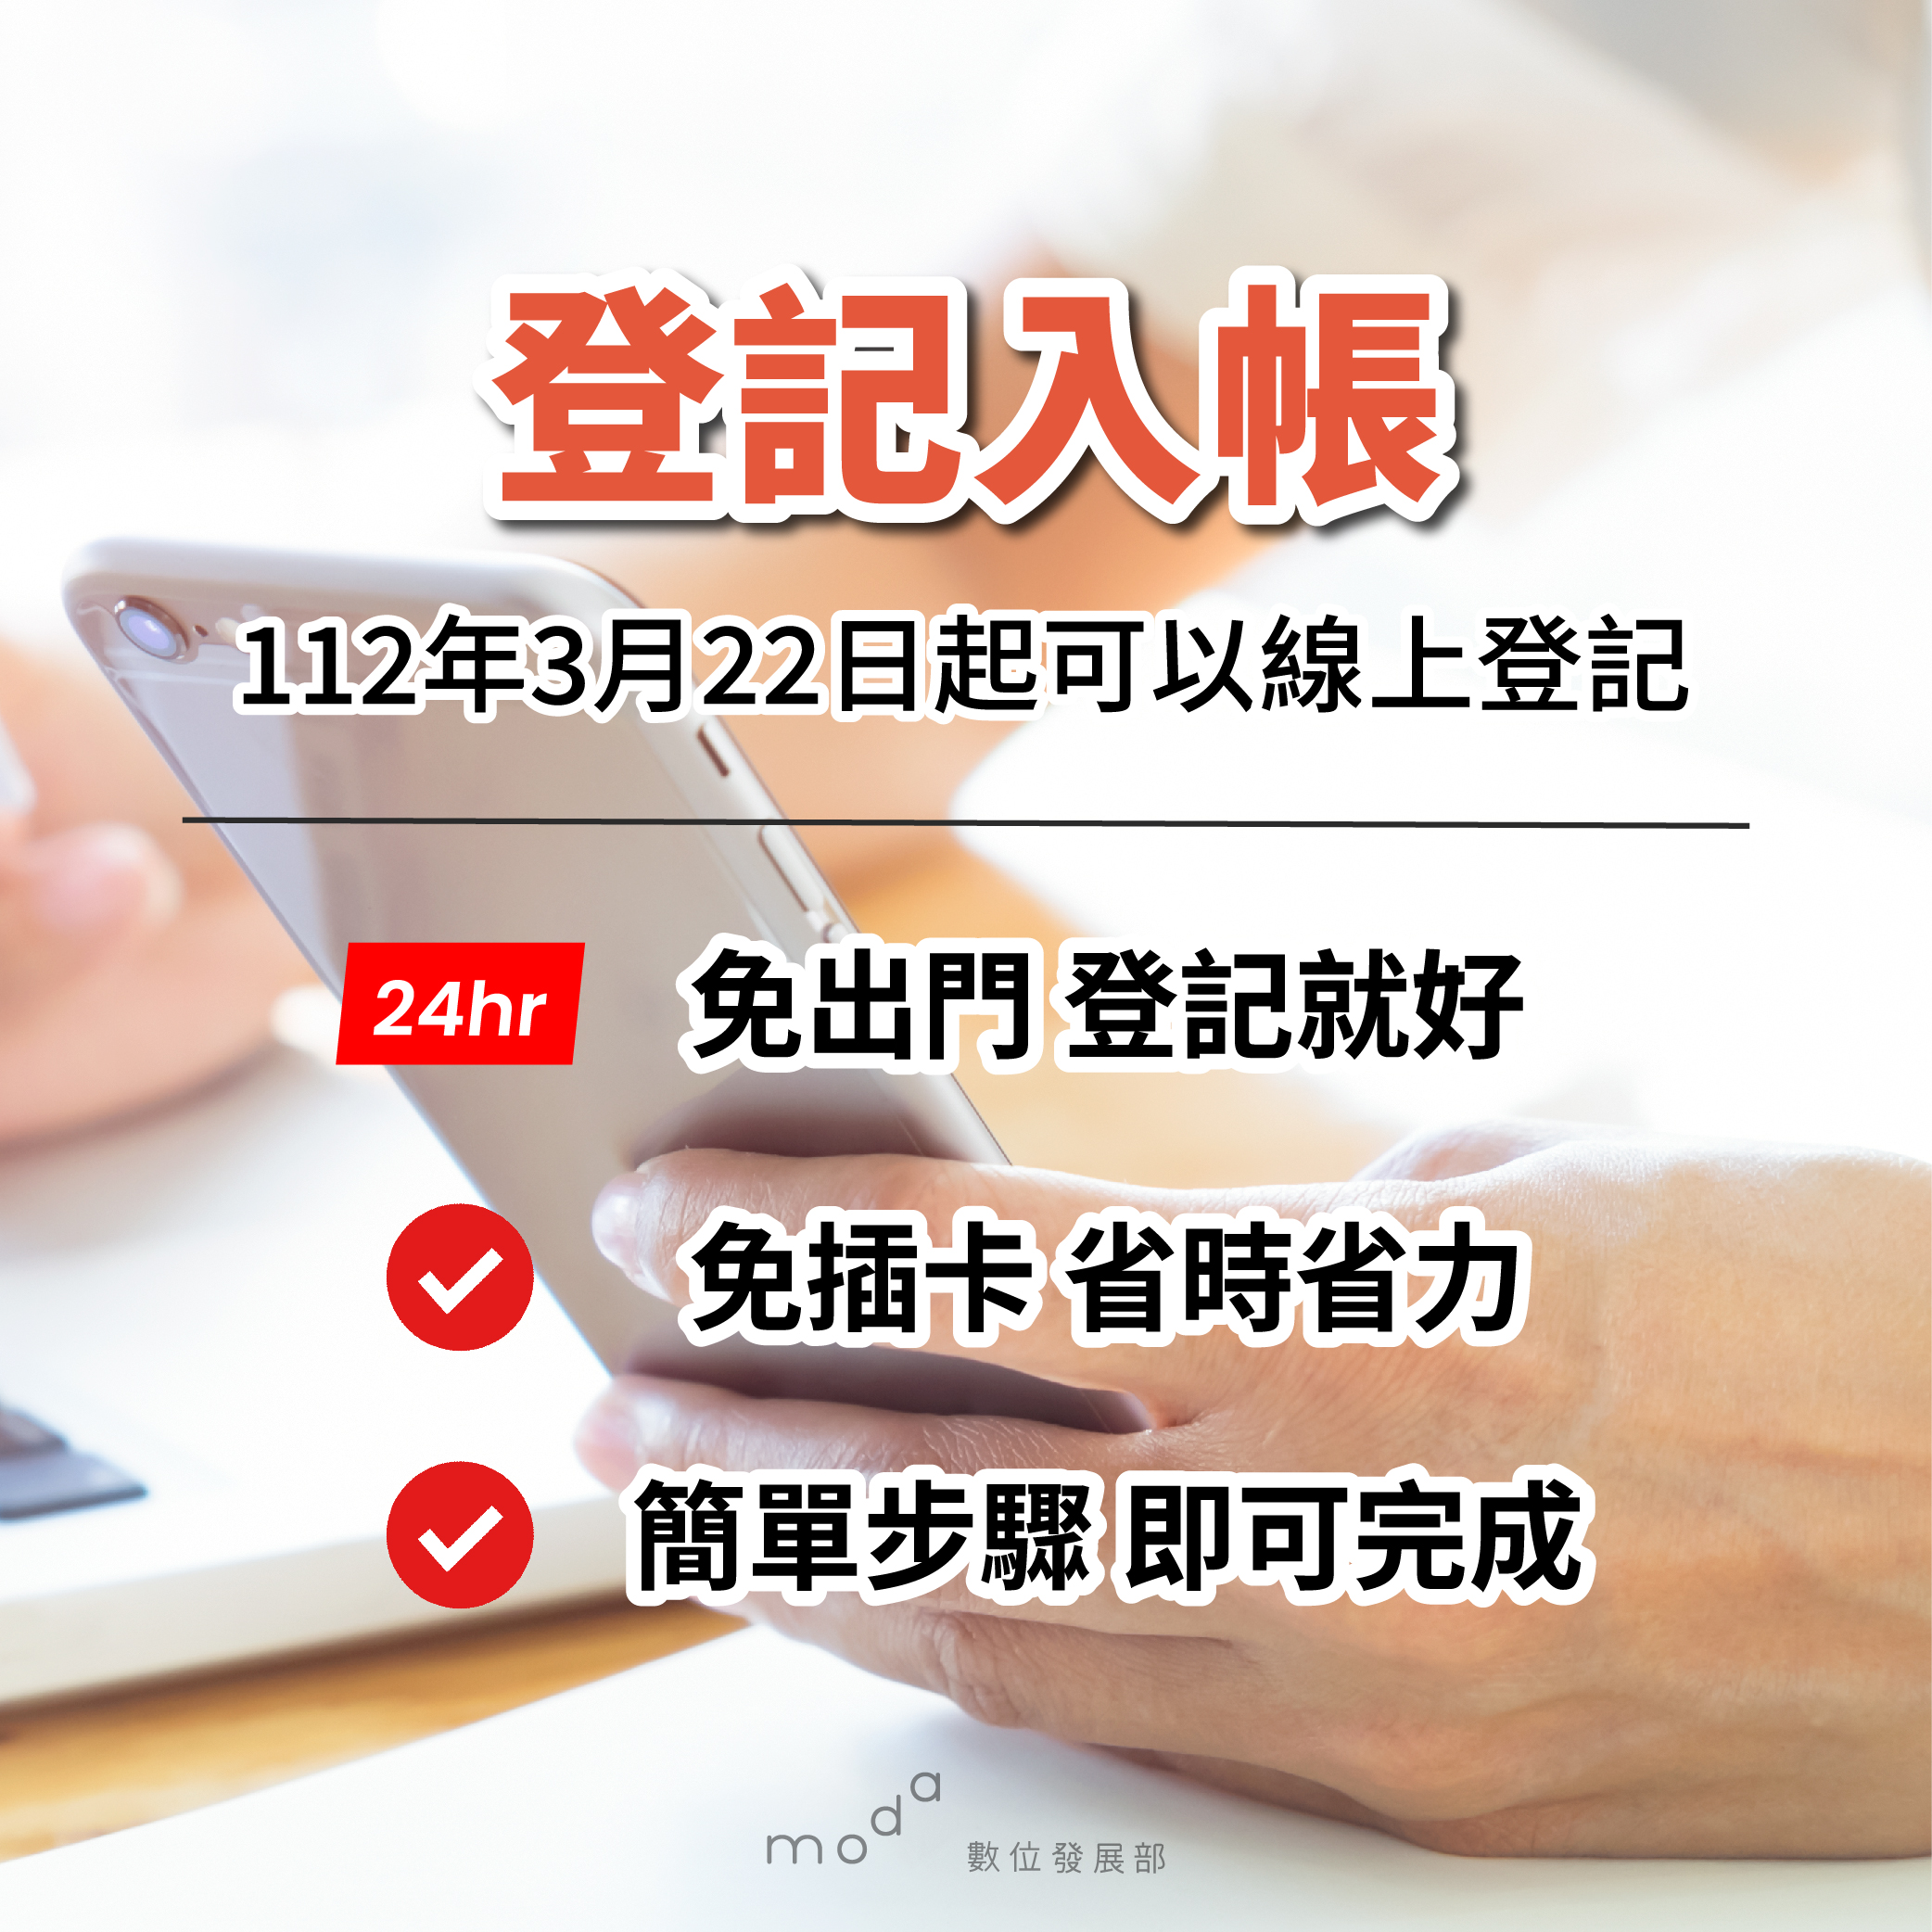 登記入帳
112年3月22日起可以線上登記
24hr 免出門 登記就好
免插卡 省時省力
簡單步驟 即可完成
moda 數位發展部